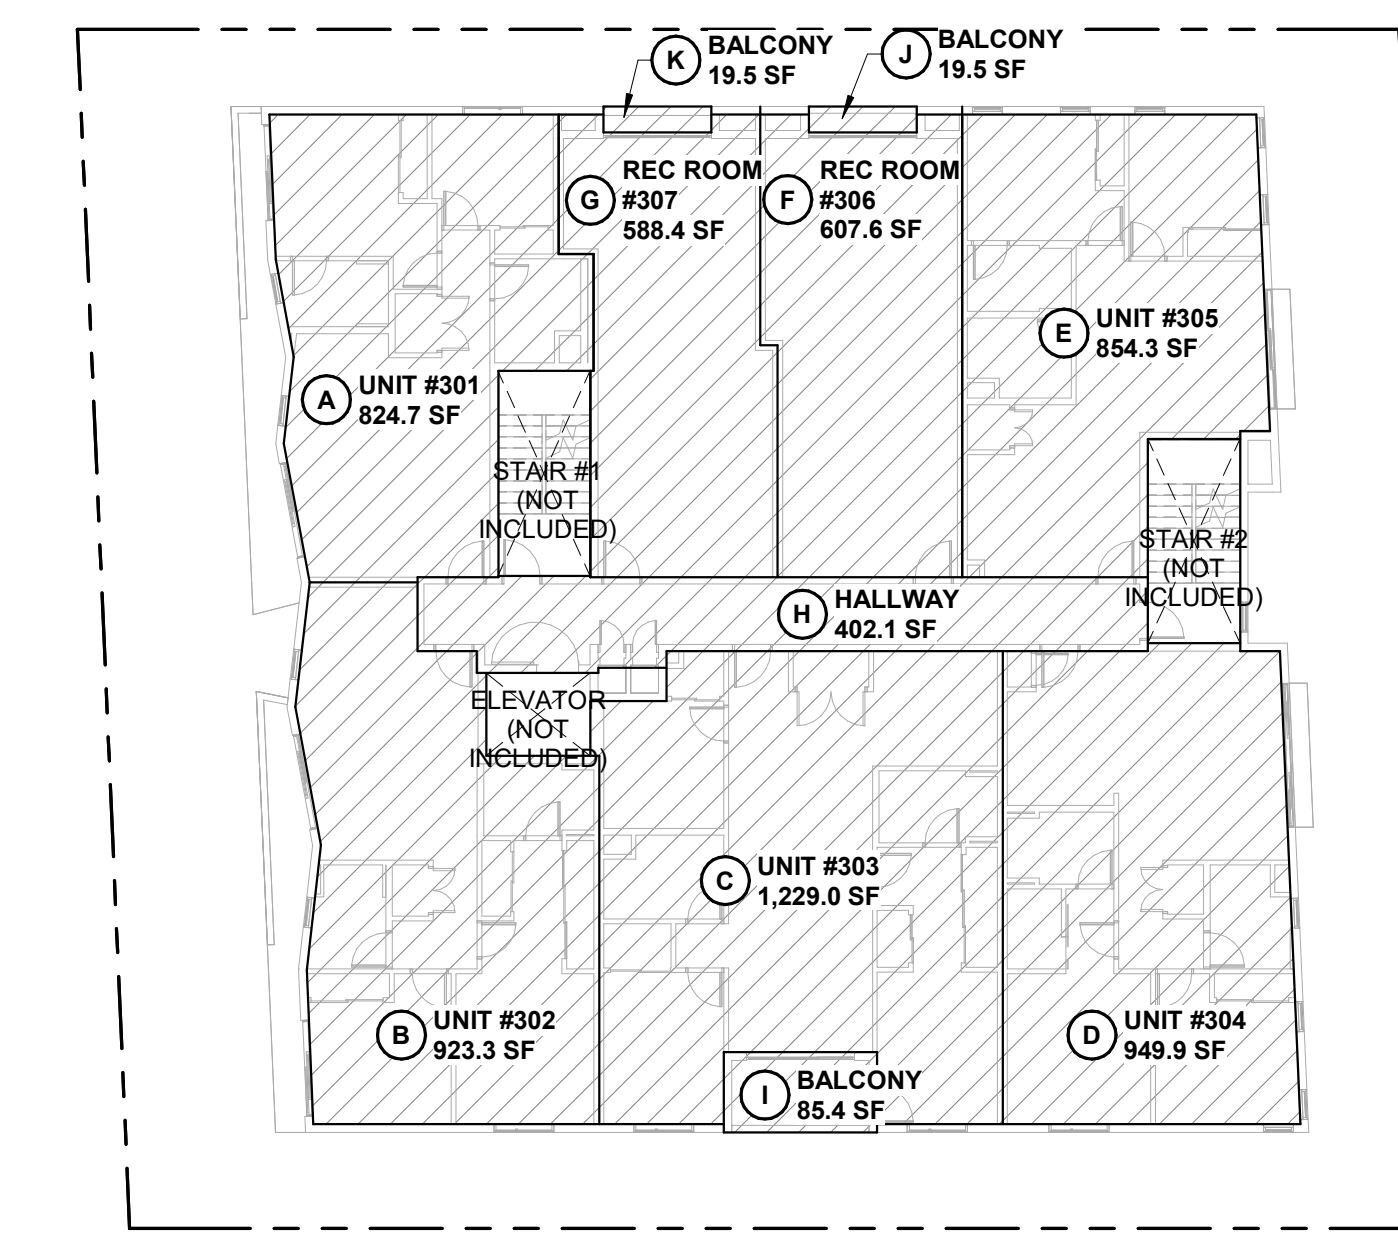 K
BALCONY
19.5 SF
J
BALCONY
19.5 SF
G
REC ROOM
#307
588.4 SF
F
REC ROOM
#306
607.6 SF
E
UNIT #305
854.3 SF
A
UNIT #301
824.7 SF
STAIR #1
(NOT
INCLUDED)
STAIR #2
(NOT
INCLUDED)
H
HALLWAY
402.1 SF
ELEVATOR
(NOT
INCLUDED)
C
UNIT #303
1,229.0 SF
B
UNIT #302
923.3 SF
D
UNIT #304
949.9 SF
I
BALCONY
85.4 SF